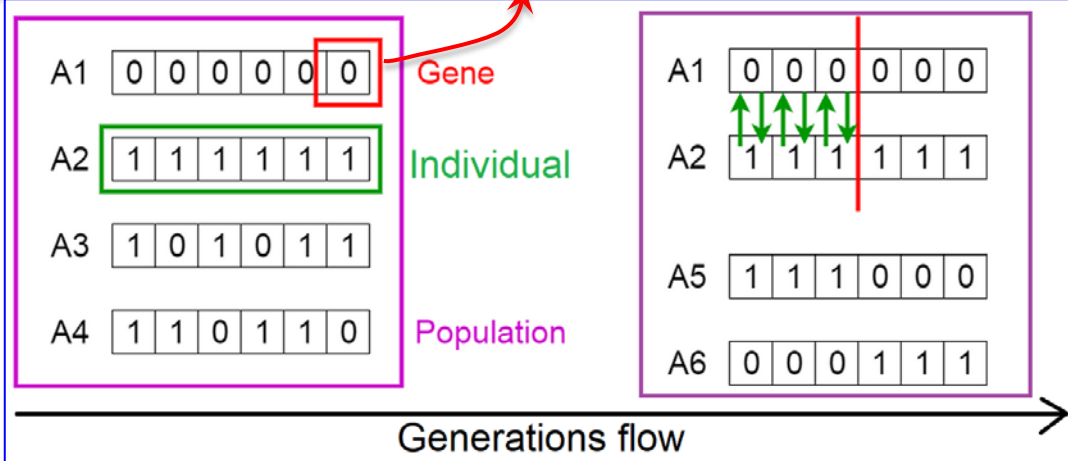 A1 0 0 0 0 0 0 Gene
A2 1 1 1 1 1 1 Individual
A3 1 0 1 0 1 1
A4 1 1 0 1 1 0 Population
A1 0 0 0 0 0 0
A2 1 1 1 1 1 1
A5 1 1 1 0 0 0
A6 0 0 0 1 1 1
Generations flow